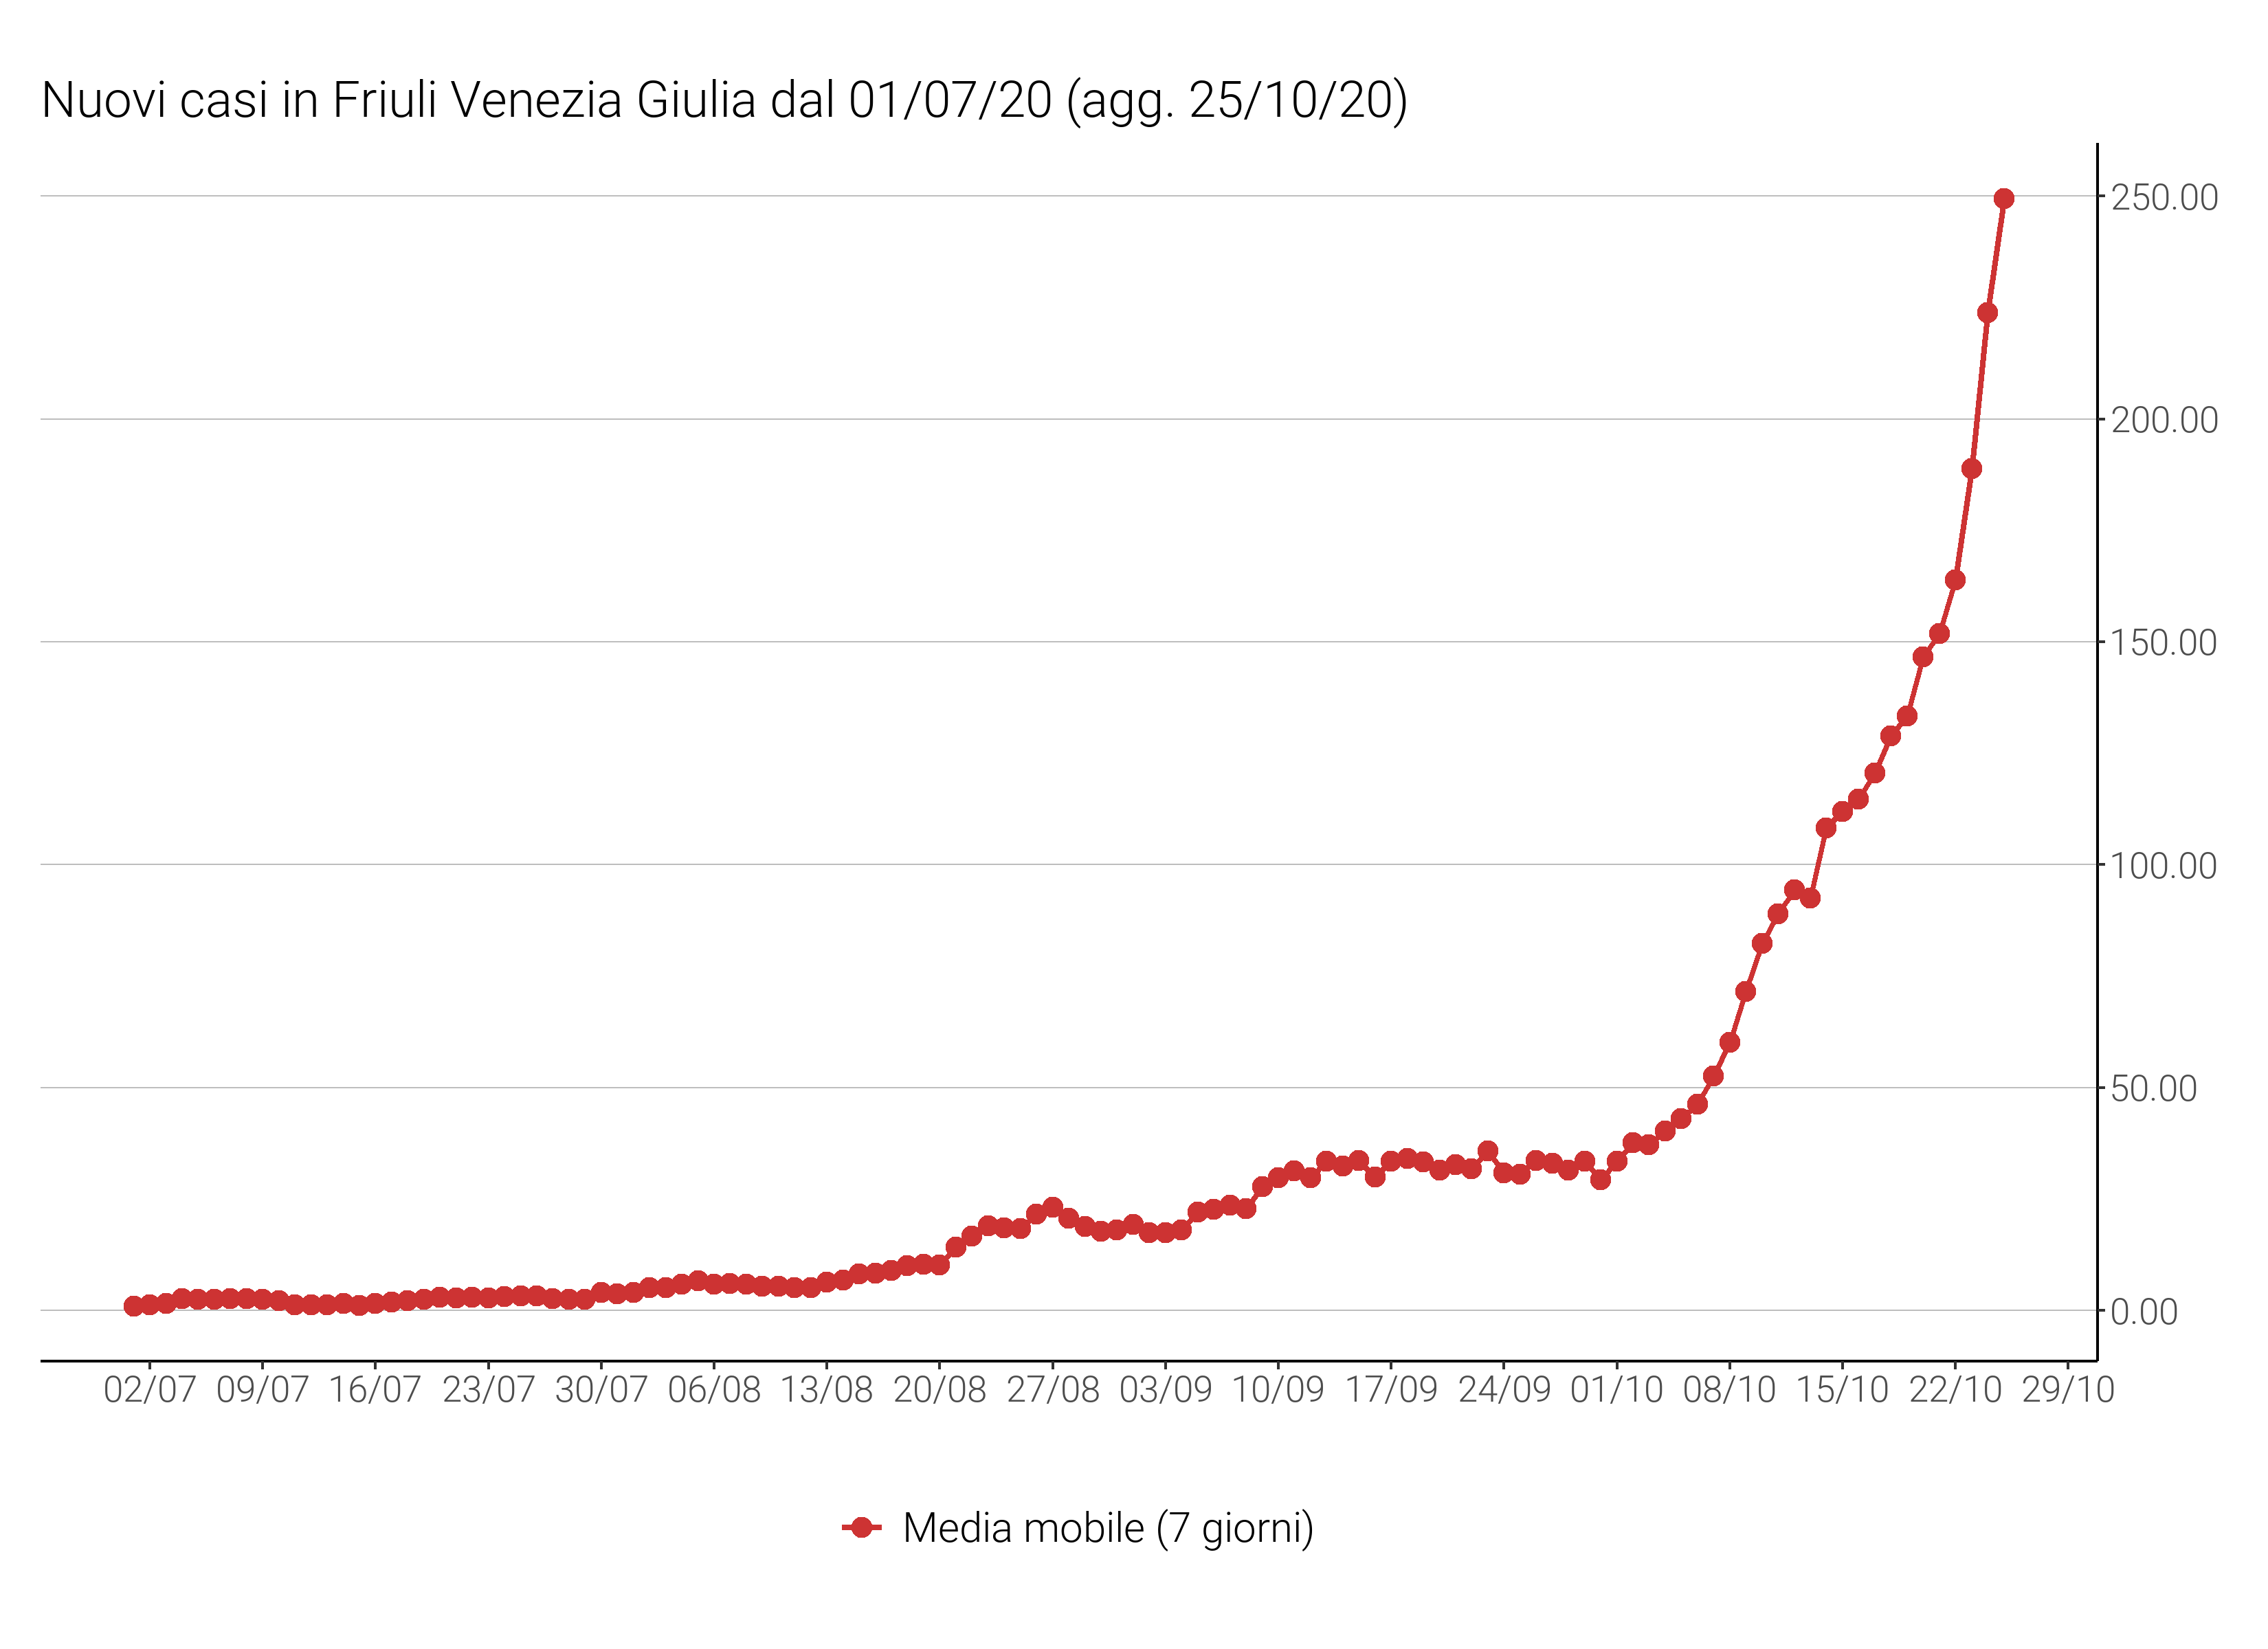 Nuovi casi in Friuli Venezia Giulia dal 01/07/20 (agg. 25/10/20)
250.00
200.00
150.00
100.00
50.00
0.00
02/07 09/07 16/07 23/07 30/07 06/08 13/08 20/08 27/08 03/09 10/09 17/09 24/09 01/10 08/10 15/10 22/10 29/10
Media mobile (7 giorni)